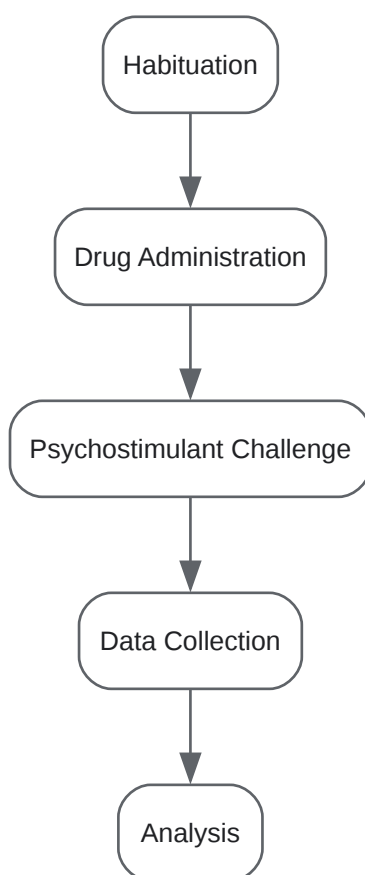 Habituation
Drug Administration
Psychostimulant Challenge
Data Collection
Analysis